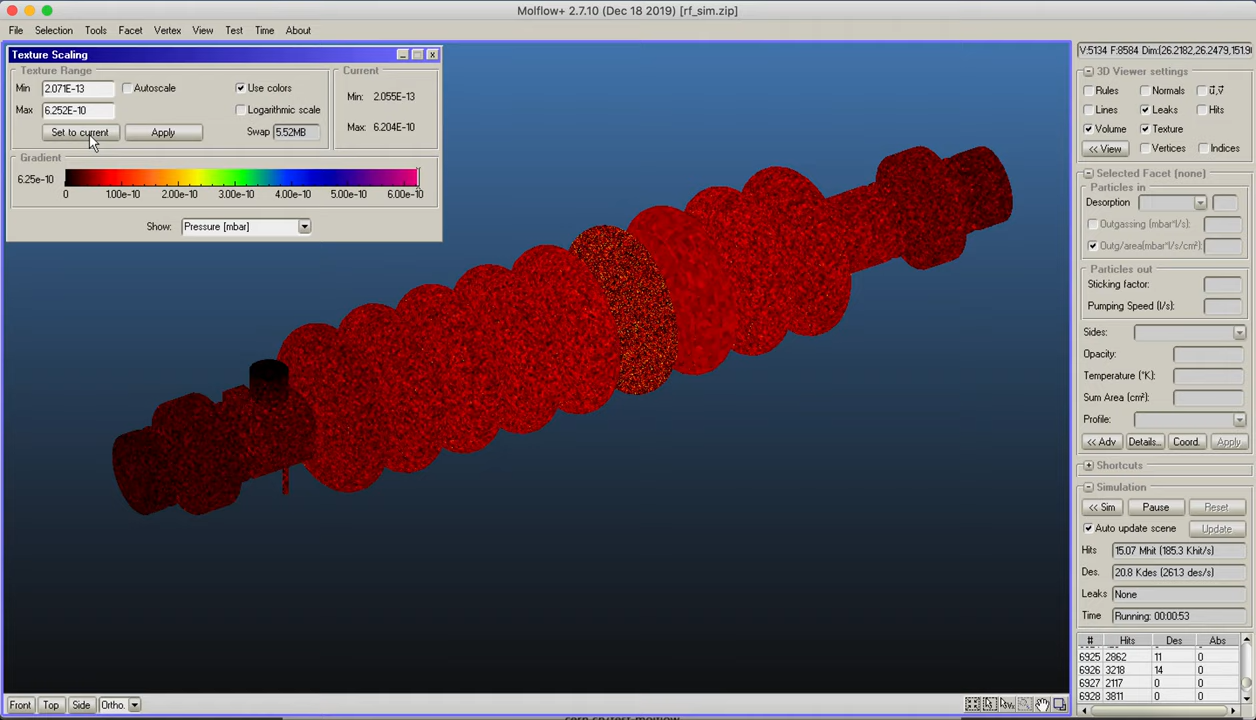 Molflow+ 2.7.10 (Dec 18 2019) [rf_sim.zip]
File Selection Tools Facet Vertex View Test Time About
Texture Scaling
Texture Range
Min 2.071E-13 Autoscale Use colors
Max 6.252E-10 Logarithmic scale
Set to current Apply Swap 5.52MB
Current
Min: 2.055E-13
Max: 6.204E-10
Gradient
6.25e-10
0 1.00e-10 2.00e-10 3.00e-10 4.00e-10 5.00e-10 6.00e-10
Show: Pressure [mbar]
V:5134 F:8584 Dim:(26.2182,26.2479,151.9
3D Viewer settings
Rules Normals ū,v̄
Lines Leaks Hits
Volume Texture
<< View Vertices Indices
Selected Facet (none)
Particles in
Desorption
Outgassing (mbar*l/s)
Outg/area(mbar*l/s/cm²)
Particles out
Sticking factor:
Pumping Speed (l/s):
Sides:
Opacity:
Temperature (°K):
Sum Area (cm²):
Profile:
<< Adv Details... Coord. Apply
Shortcuts
Simulation
<< Sim Pause Reset
Auto update scene Update
Hits 15.07 Mhit (185.3 Khit/s)
Des. 20.8 Kdes (261.3 des/s)
Leaks None
Time Running: 00:00:53
# Hits Des Abs
6925 2862 11 0
6926 3218 14 0
6927 2117 0 0
6928 3811 0 0
Front Top Side Ortho.